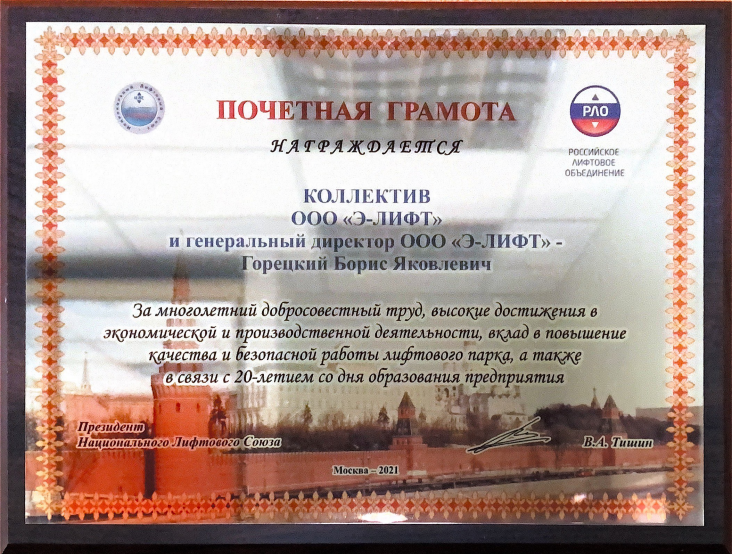 ПОЧЕТНАЯ ГРАМОТА
НАГРАЖДАЕТСЯ
РЛО
РОССИЙСКОЕ
ЛИФТОВОЕ
ОБЪЕДИНЕНИЕ
КОЛЛЕКТИВ
ООО «Э-ЛИФТ»
и генеральный директор ООО «Э-ЛИФТ» -
Горецкий Борис Яковлевич
За многолетний добросовестный труд, высокие достижения в
экономической и производственной деятельности, вклад в повышение
качества и безопасной работы лифтового парка, а также
в связи с 20-летием со дня образования предприятия
Президент
Национального Лифтового Союза
В.А. Тишин
Москва – 2021